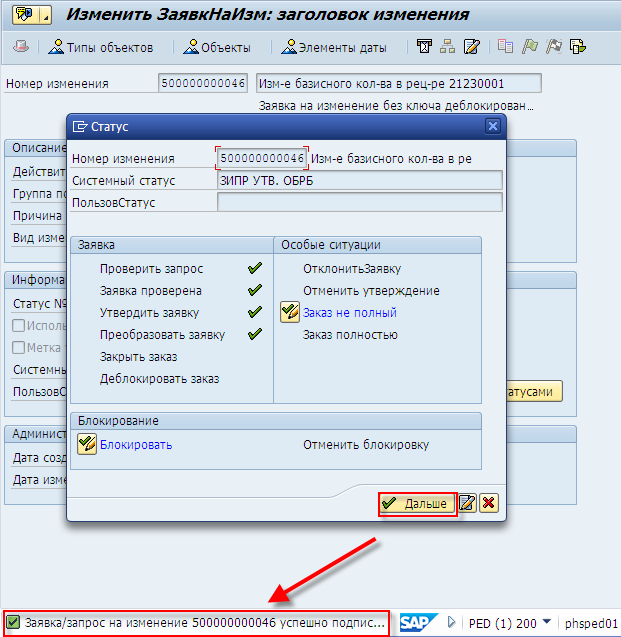 Изменить ЗаявкНаИзм: заголовок изменения
Типы объектов Объекты Элементы даты
Номер изменения 500000000046 Изм-е базисного кол-ва в рец-ре 21230001
Заявка на изменение без ключа деблокирован...
Описание
Действит
Группа по
Причина
Вид изме
Информа
Статус №
Исполь
Метка
Системны
ПользовС
атусами
Админист
Дата созд
Дата изме
Статус
Номер изменения 500000000046 Изм-е базисного кол-ва в ре
Системный статус ЗИПР УТВ. ОБРБ
ПользовСтатус
Заявка
Проверить запрос
Заявка проверена
Утвердить заявку
Преобразовать заявку
Закрыть заказ
Деблокировать заказ
Особые ситуации
ОтклонитьЗаявку
Отменить утверждение
Заказ не полный
Заказ полностью
Блокирование
Блокировать Отменить блокировку
Дальше
Заявка/запрос на изменение 500000000046 успешно подпис... SAP PED (1) 200 phsped01